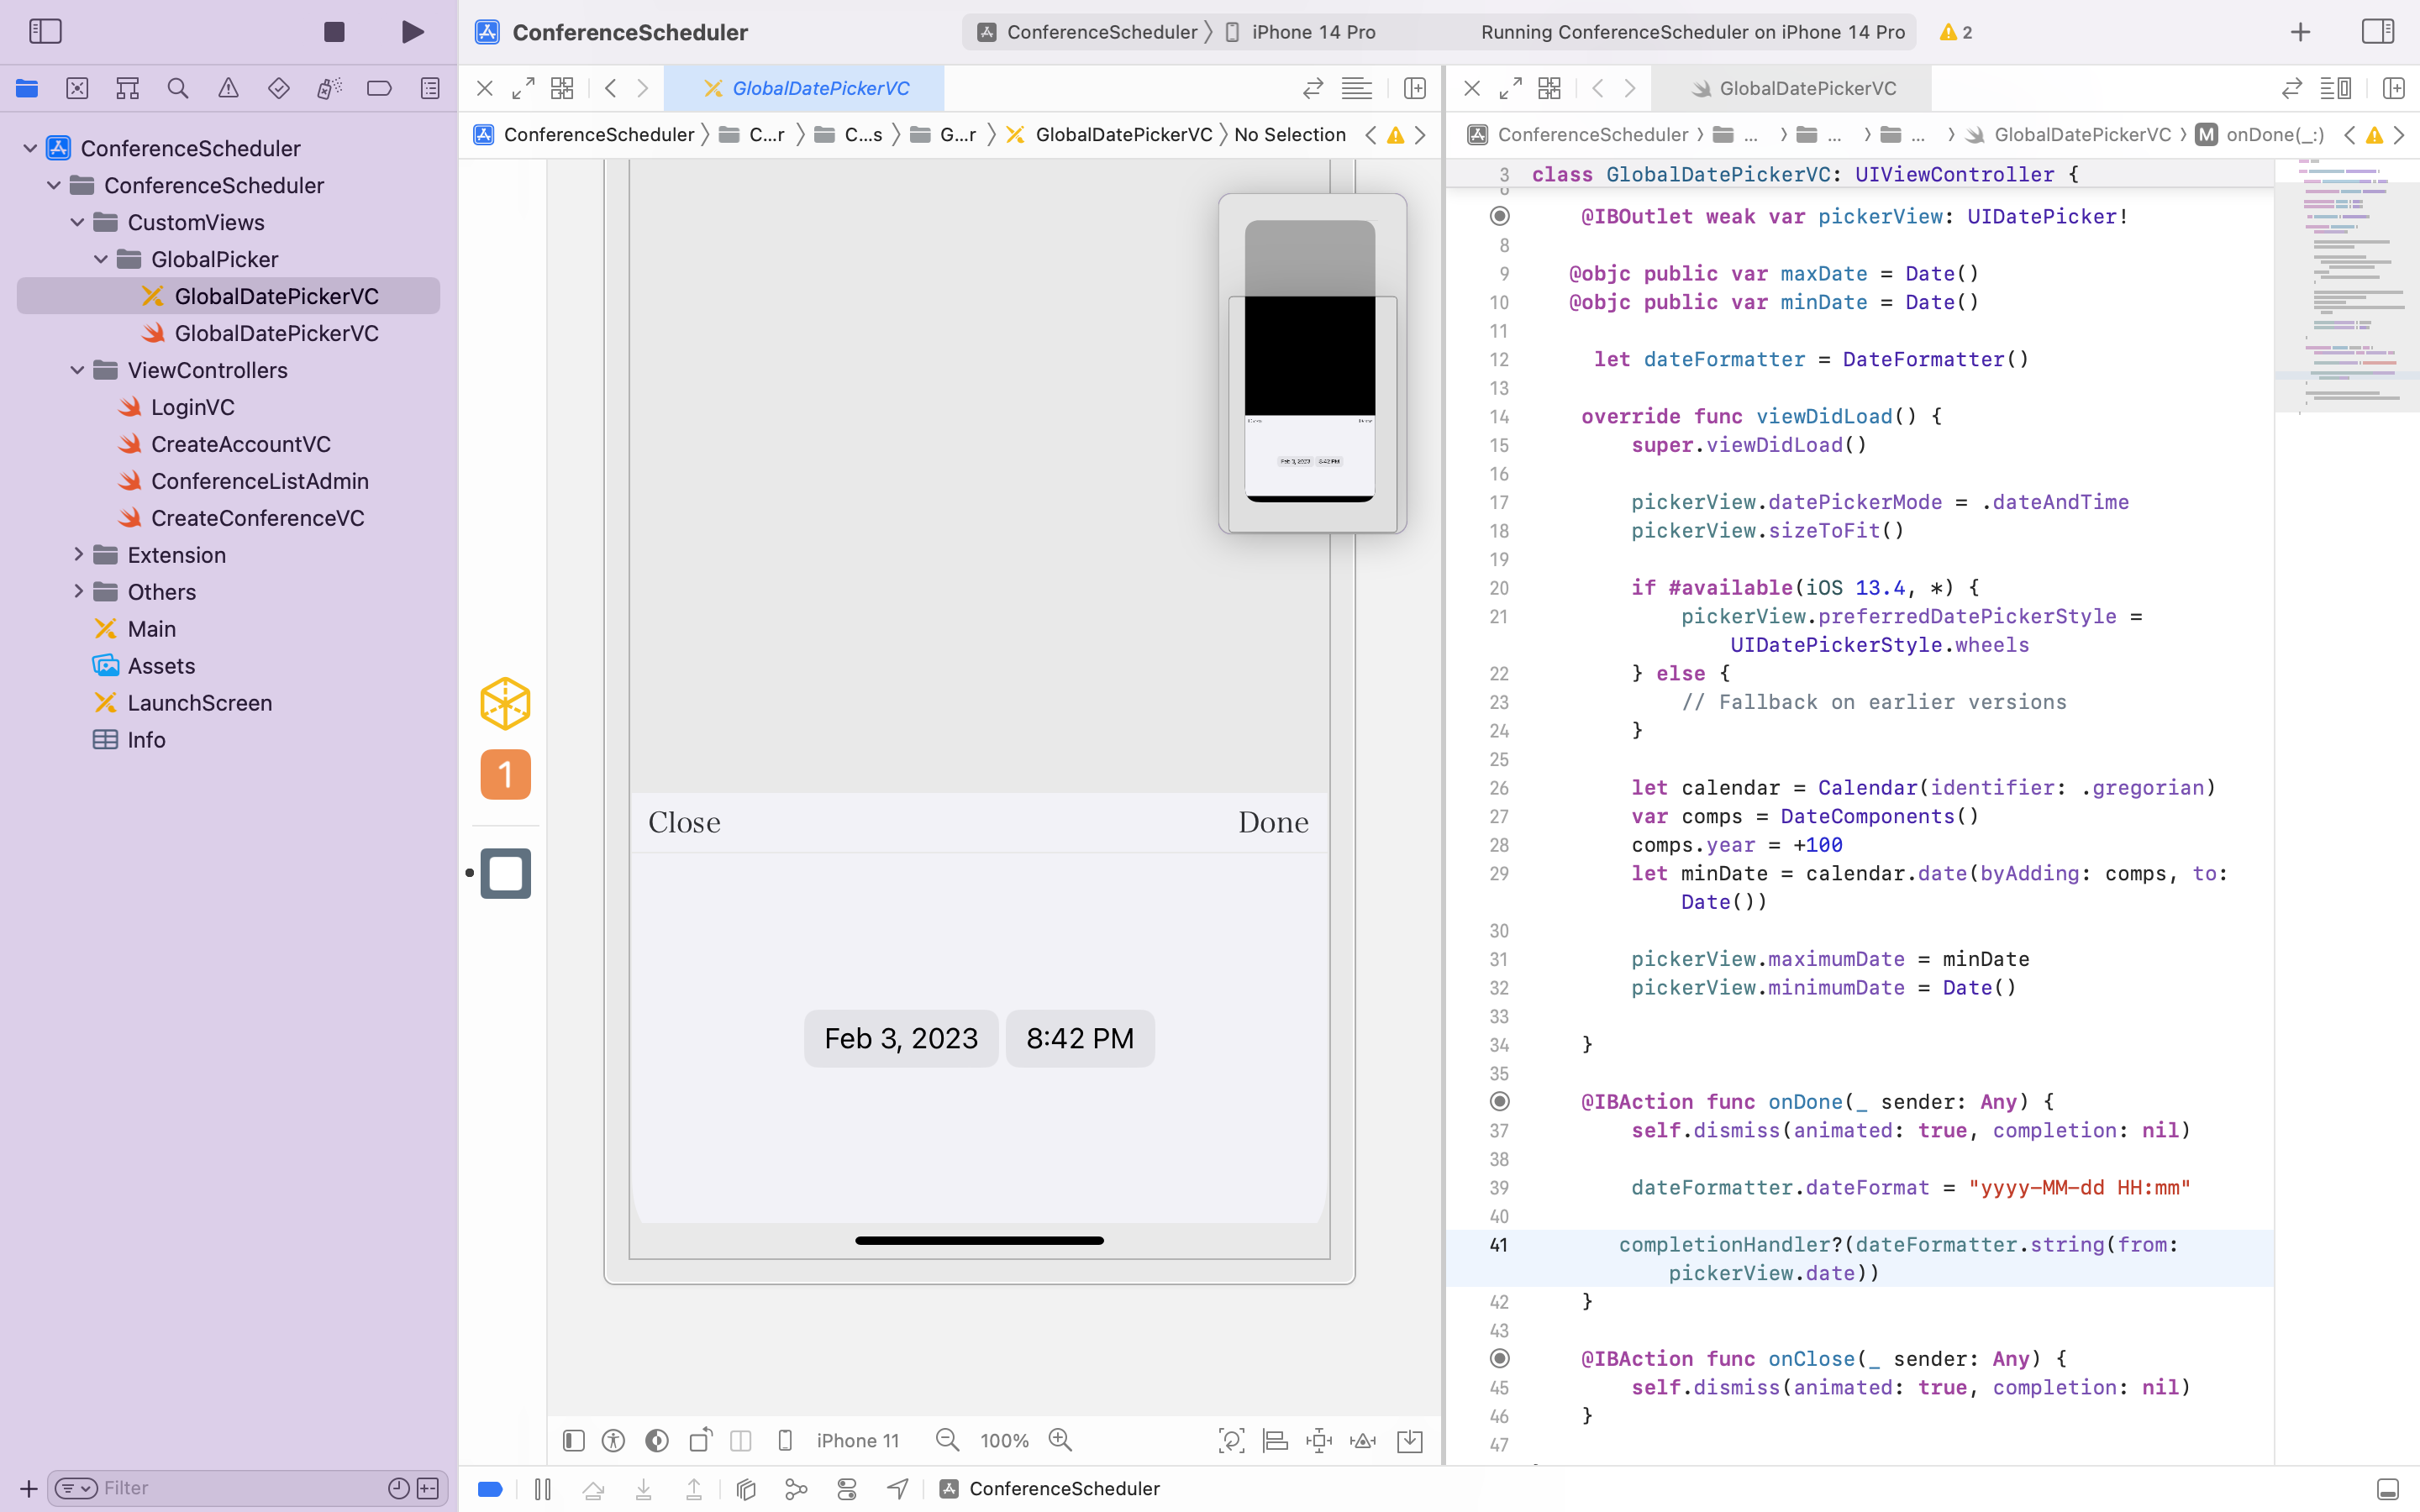 ConferenceScheduler
ConferenceScheduler
iPhone 14 Pro
Running ConferenceScheduler on iPhone 14 Pro
2
GlobalDatePickerVC
GlobalDatePickerVC
ConferenceScheduler
C...r
C...s
G...r
GlobalDatePickerVC
No Selection
ConferenceScheduler
...
...
...
GlobalDatePickerVC
M
onDone(_:)
ConferenceScheduler
ConferenceScheduler
CustomViews
GlobalPicker
GlobalDatePickerVC
GlobalDatePickerVC
ViewControllers
LoginVC
CreateAccountVC
ConferenceListAdmin
CreateConferenceVC
Extension
Others
Main
Assets
LaunchScreen
Info
Filter
1
Done
Feb 3, 2023 8:42 PM
Close
Done
Feb 3, 2023
8:42 PM
iPhone 11
100%
ConferenceScheduler
3 class GlobalDatePickerVC: UIViewController {
@IBOutlet weak var pickerView: UIDatePicker!
8
9 @objc public var maxDate = Date()
10 @objc public var minDate = Date()
11
12 let dateFormatter = DateFormatter()
13
14 override func viewDidLoad() {
15 super.viewDidLoad()
16
17 pickerView.datePickerMode = .dateAndTime
18 pickerView.sizeToFit()
19
20 if #available(iOS 13.4, *) {
21 pickerView.preferredDatePickerStyle =
UIDatePickerStyle.wheels
22 } else {
23 // Fallback on earlier versions
24 }
25
26 let calendar = Calendar(identifier: .gregorian)
27 var comps = DateComponents()
28 comps.year = +100
29 let minDate = calendar.date(byAdding: comps, to:
Date())
30
31 pickerView.maximumDate = minDate
32 pickerView.minimumDate = Date()
33
34 }
35
@IBAction func onDone(_ sender: Any) {
37 self.dismiss(animated: true, completion: nil)
38
39 dateFormatter.dateFormat = "yyyy-MM-dd HH:mm"
40
41 completionHandler?(dateFormatter.string(from:
pickerView.date))
42 }
43
@IBAction func onClose(_ sender: Any) {
45 self.dismiss(animated: true, completion: nil)
46 }
47